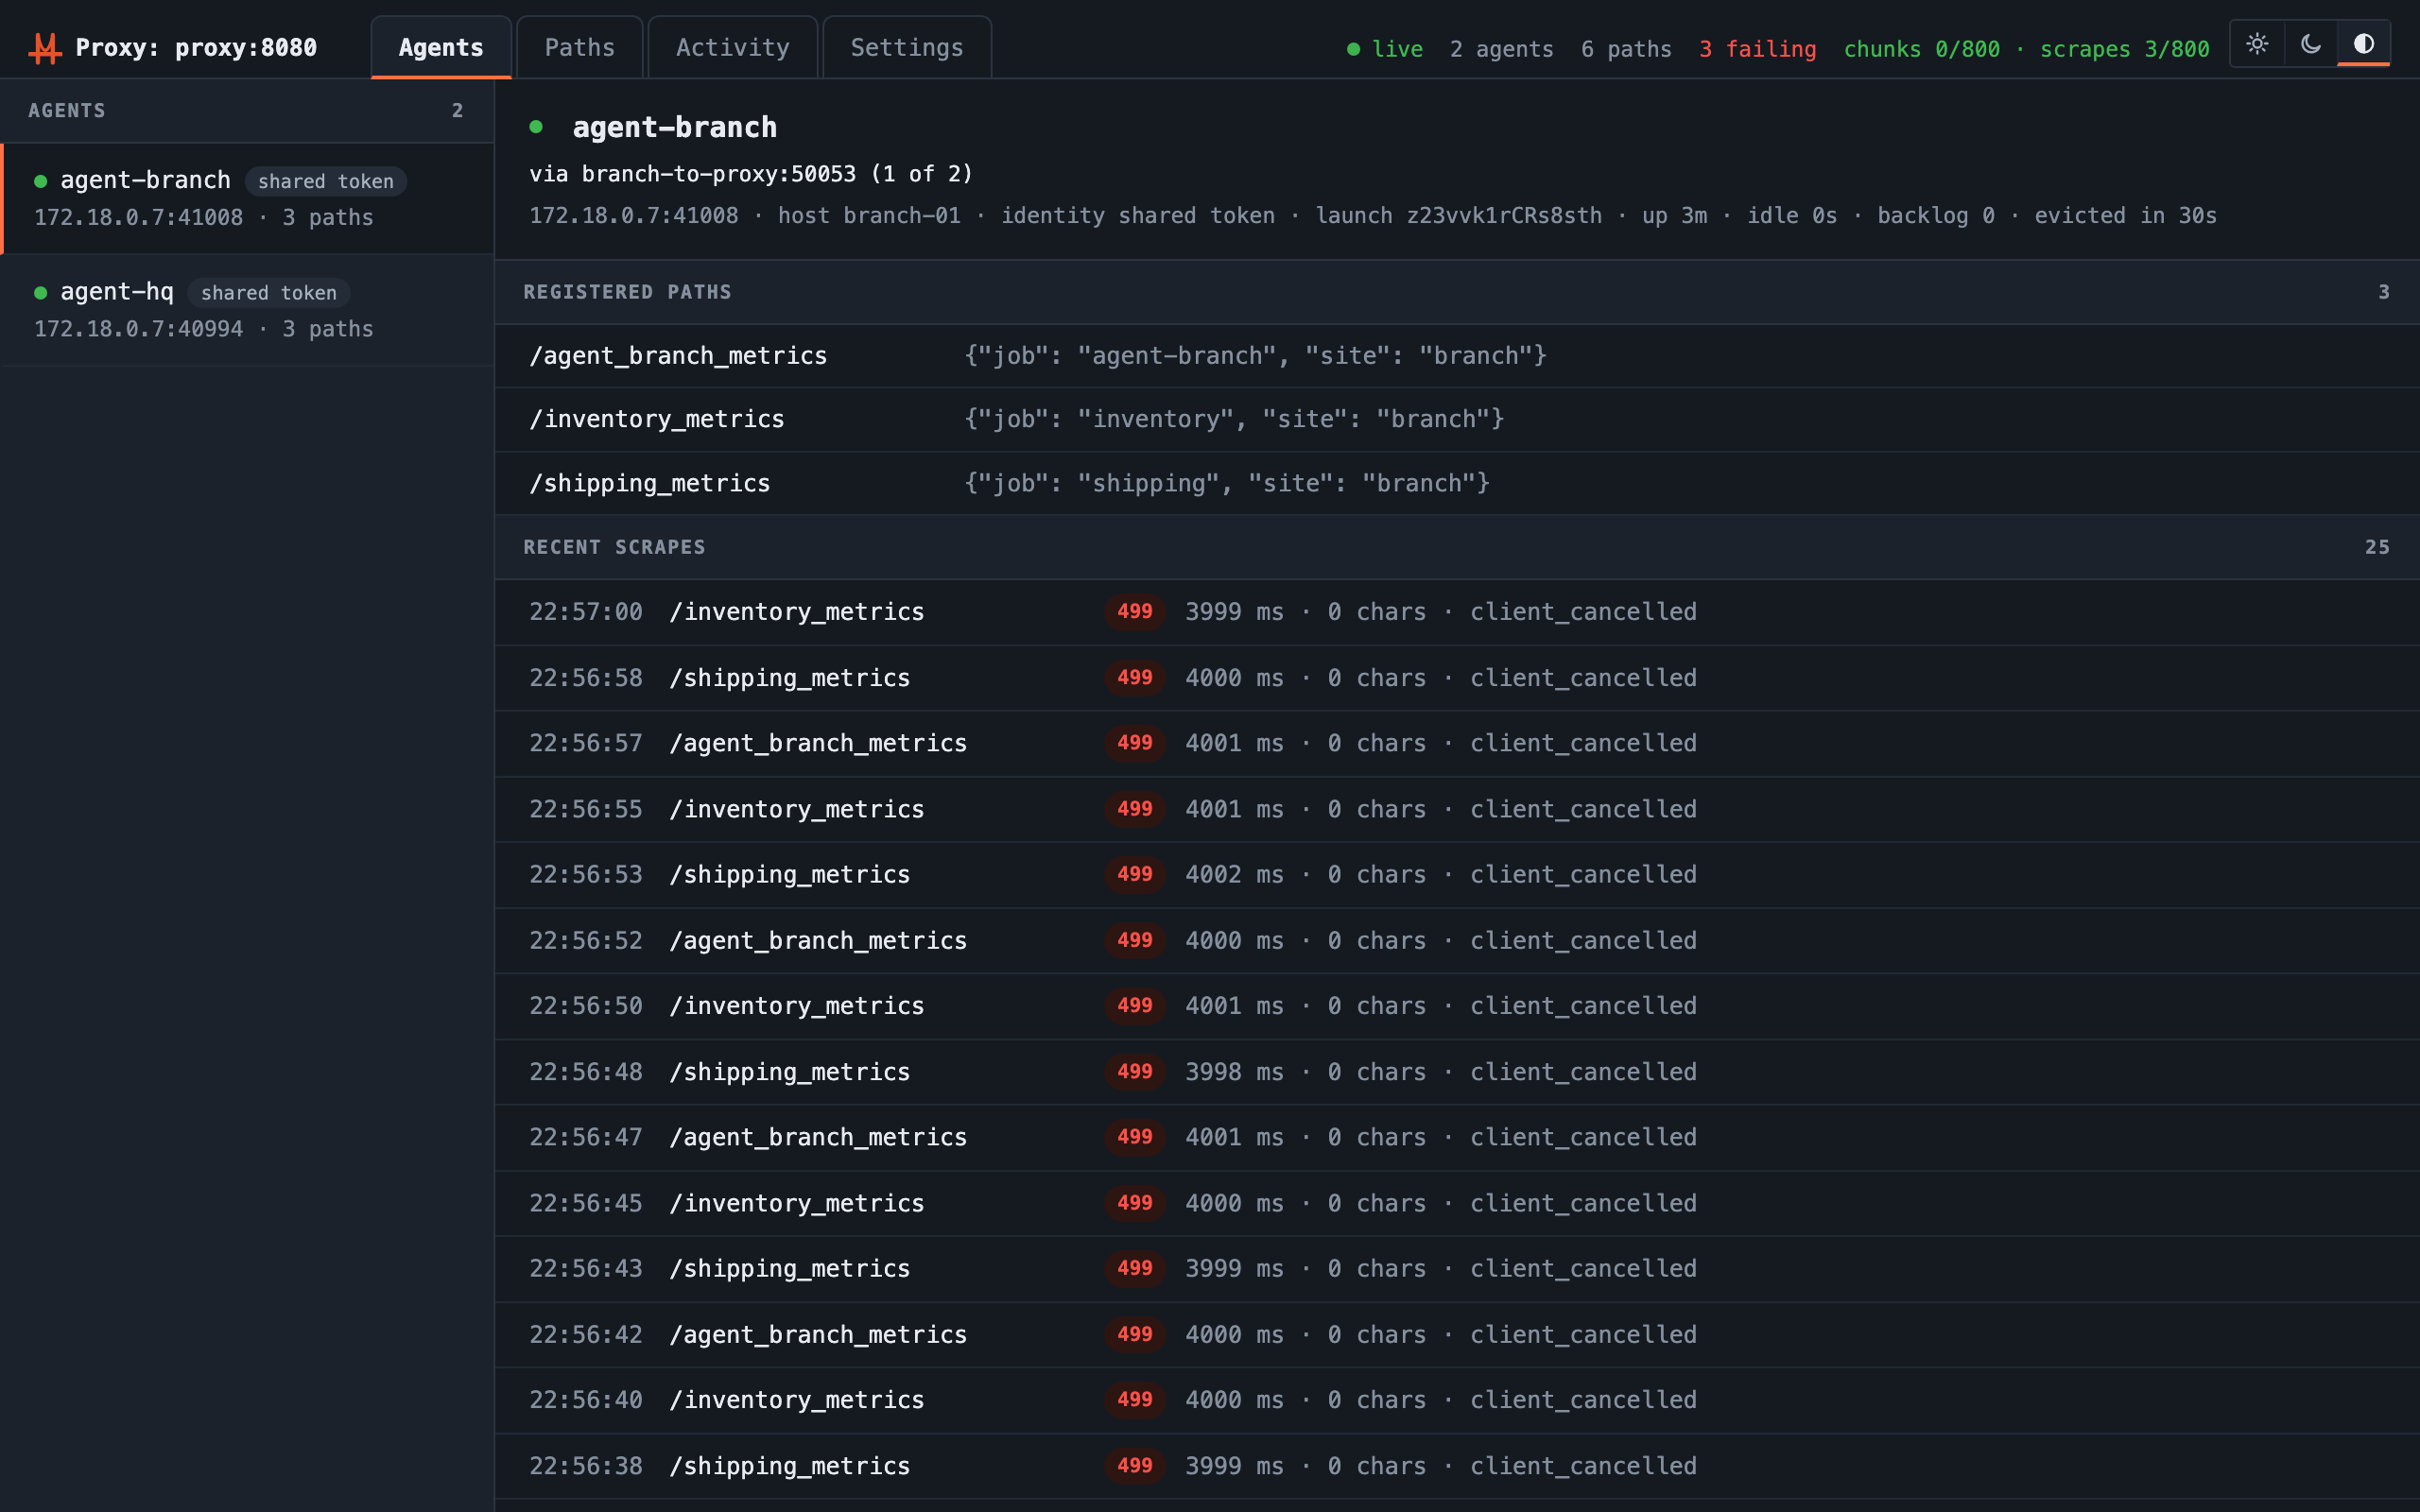 Proxy: proxy:8080 Agents Paths Activity Settings live 2 agents 6 paths 3 failing chunks 0/800 · scrapes 3/800
AGENTS 2
agent-branch shared token
172.18.0.7:41008 · 3 paths
agent-hq shared token
172.18.0.7:40994 · 3 paths
agent-branch
via branch-to-proxy:50053 (1 of 2)
172.18.0.7:41008 · host branch-01 · identity shared token · launch z23vvk1rCRs8sth · up 3m · idle 0s · backlog 0 · evicted in 30s
REGISTERED PATHS 3
/agent_branch_metrics {"job": "agent-branch", "site": "branch"}
/inventory_metrics {"job": "inventory", "site": "branch"}
/shipping_metrics {"job": "shipping", "site": "branch"}
RECENT SCRAPES 25
22:57:00 /inventory_metrics 499 3999 ms · 0 chars · client_cancelled
22:56:58 /shipping_metrics 499 4000 ms · 0 chars · client_cancelled
22:56:57 /agent_branch_metrics 499 4001 ms · 0 chars · client_cancelled
22:56:55 /inventory_metrics 499 4001 ms · 0 chars · client_cancelled
22:56:53 /shipping_metrics 499 4002 ms · 0 chars · client_cancelled
22:56:52 /agent_branch_metrics 499 4000 ms · 0 chars · client_cancelled
22:56:50 /inventory_metrics 499 4001 ms · 0 chars · client_cancelled
22:56:48 /shipping_metrics 499 3998 ms · 0 chars · client_cancelled
22:56:47 /agent_branch_metrics 499 4001 ms · 0 chars · client_cancelled
22:56:45 /inventory_metrics 499 4000 ms · 0 chars · client_cancelled
22:56:43 /shipping_metrics 499 3999 ms · 0 chars · client_cancelled
22:56:42 /agent_branch_metrics 499 4000 ms · 0 chars · client_cancelled
22:56:40 /inventory_metrics 499 4000 ms · 0 chars · client_cancelled
22:56:38 /shipping_metrics 499 3999 ms · 0 chars · client_cancelled